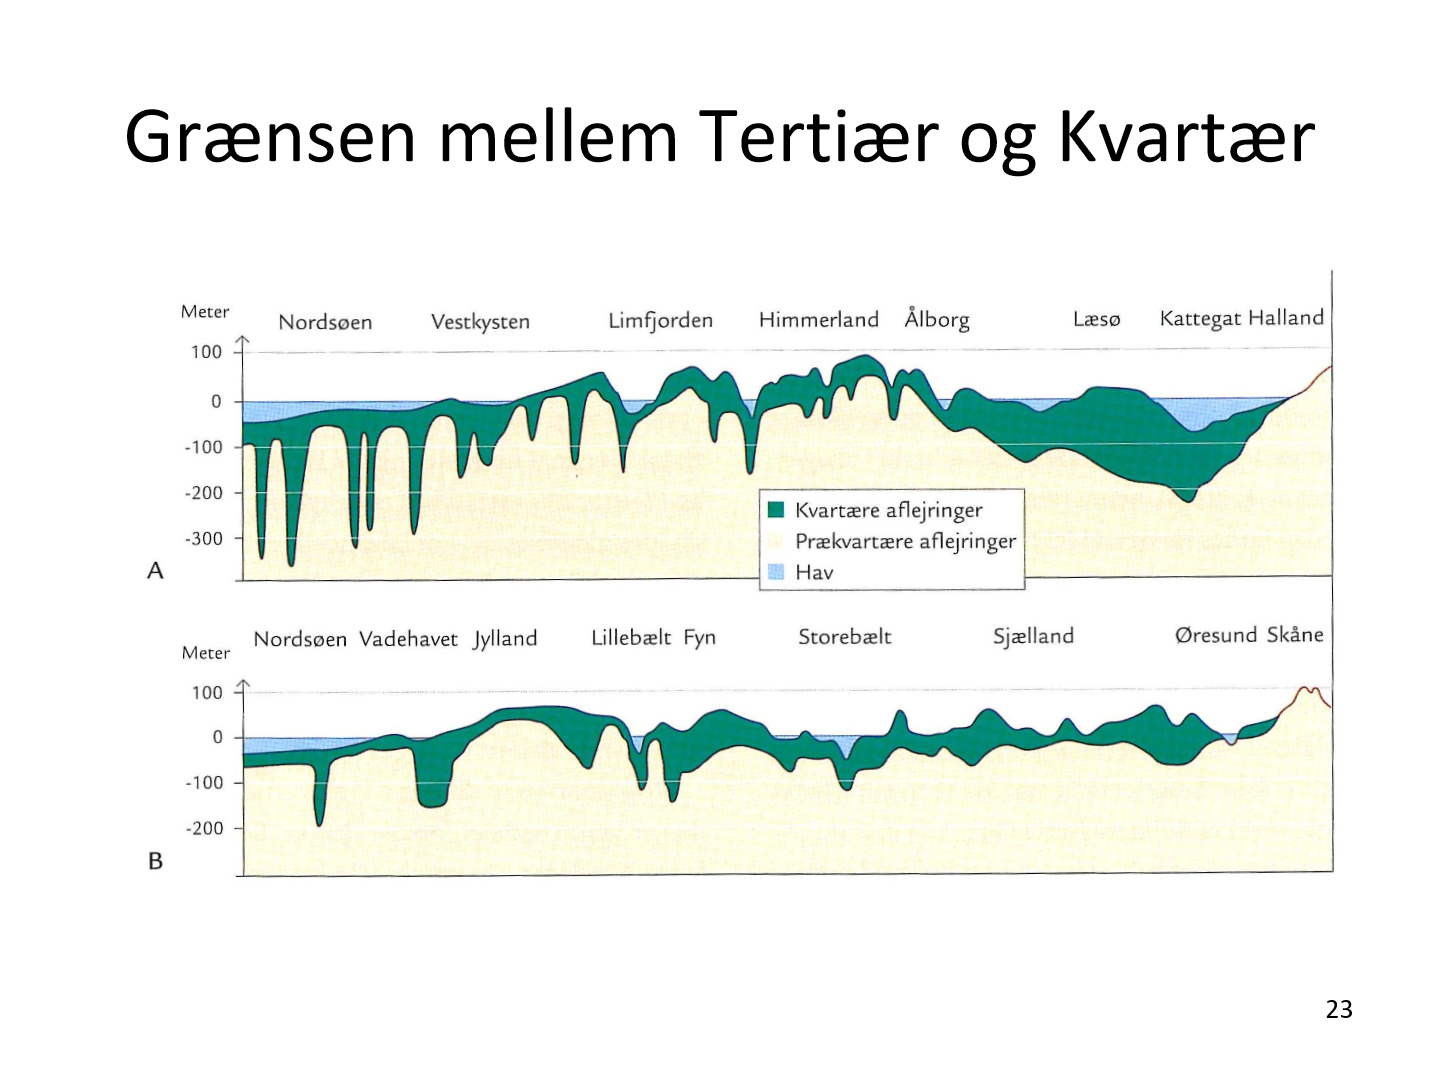 Grænsen mellem Tertiær og Kvartær
Meter
Nordsøen Vestkysten Limfjorden Himmerland Ålborg Læsø Kattegat Halland
100
0
-100
-200
-300
A
Kvartære aflejringer
Prækvartære aflejringer
Hav
Nordsøen Vadehavet Jylland Lillebælt Fyn Storebælt Sjælland Øresund Skåne
Meter
100
0
-100
-200
B
23